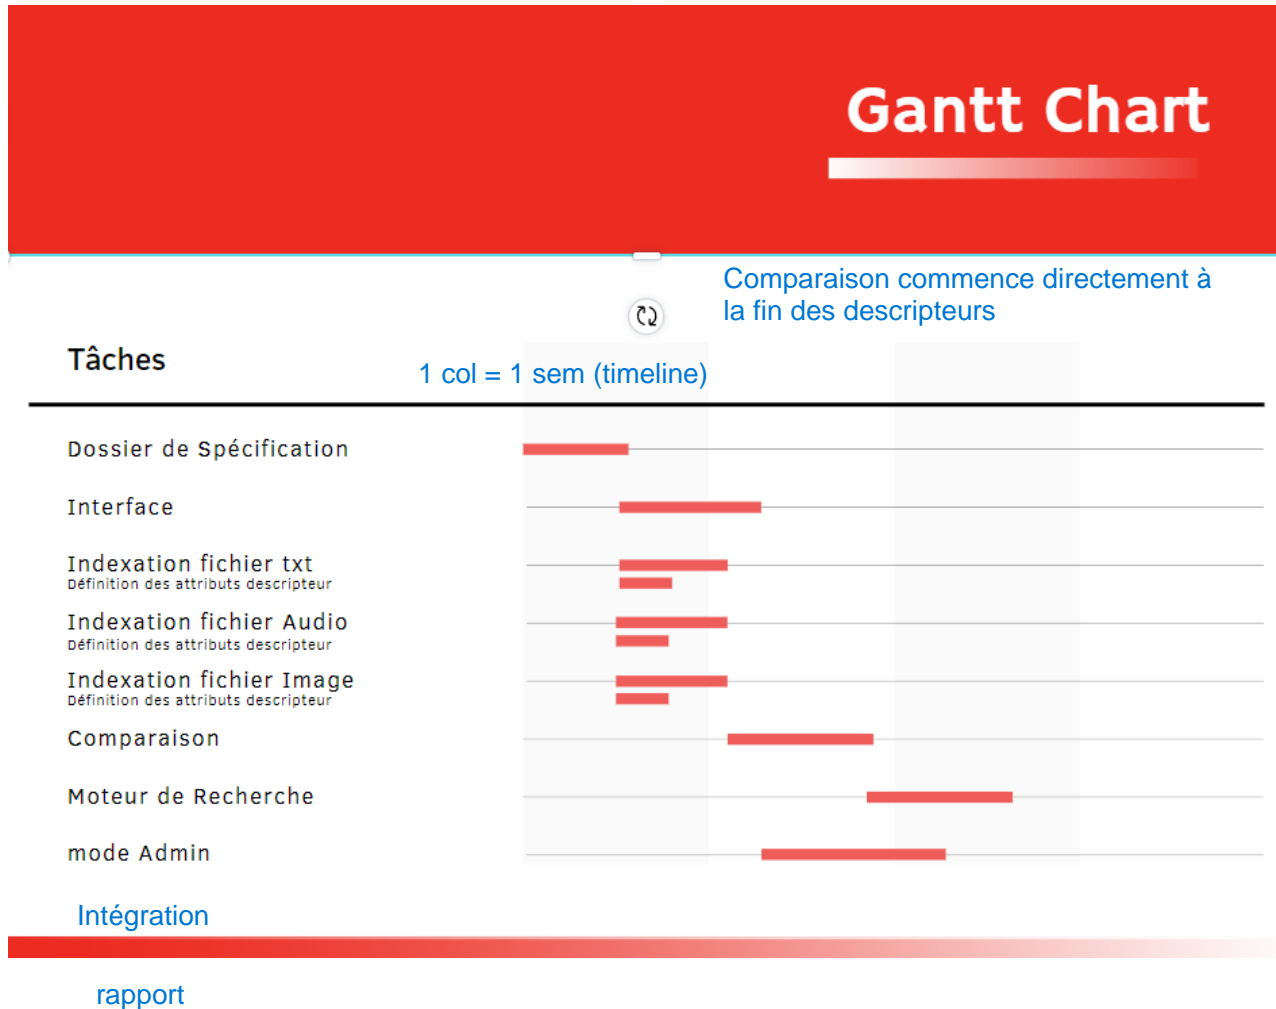 Gantt Chart
Comparaison commence directement à
la fin des descripteurs
Tâches
1 col = 1 sem (timeline)
Dossier de Spécification
Interface
Indexation fichier txt
Définition des attributs descripteur
Indexation fichier Audio
Définition des attributs descripteur
Indexation fichier Image
Définition des attributs descripteur
Comparaison
Moteur de Recherche
mode Admin
Intégration
rapport